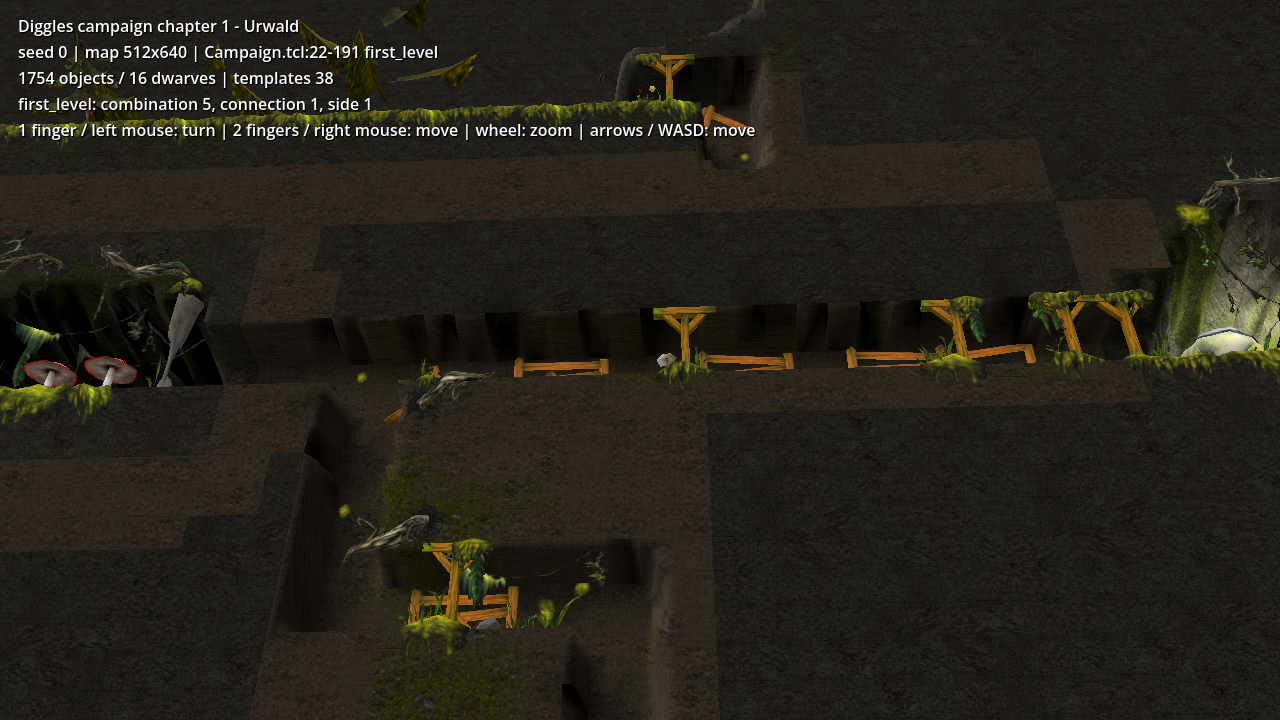 Diggles campaign chapter 1 - Urwald
seed 0 | map 512x640 | Campaign.tcl:22-191 first_level
1754 objects / 16 dwarves | templates 38
first_level: combination 5, connection 1, side 1
1 finger / left mouse: turn | 2 fingers / right mouse: move | wheel: zoom | arrows / WASD: move